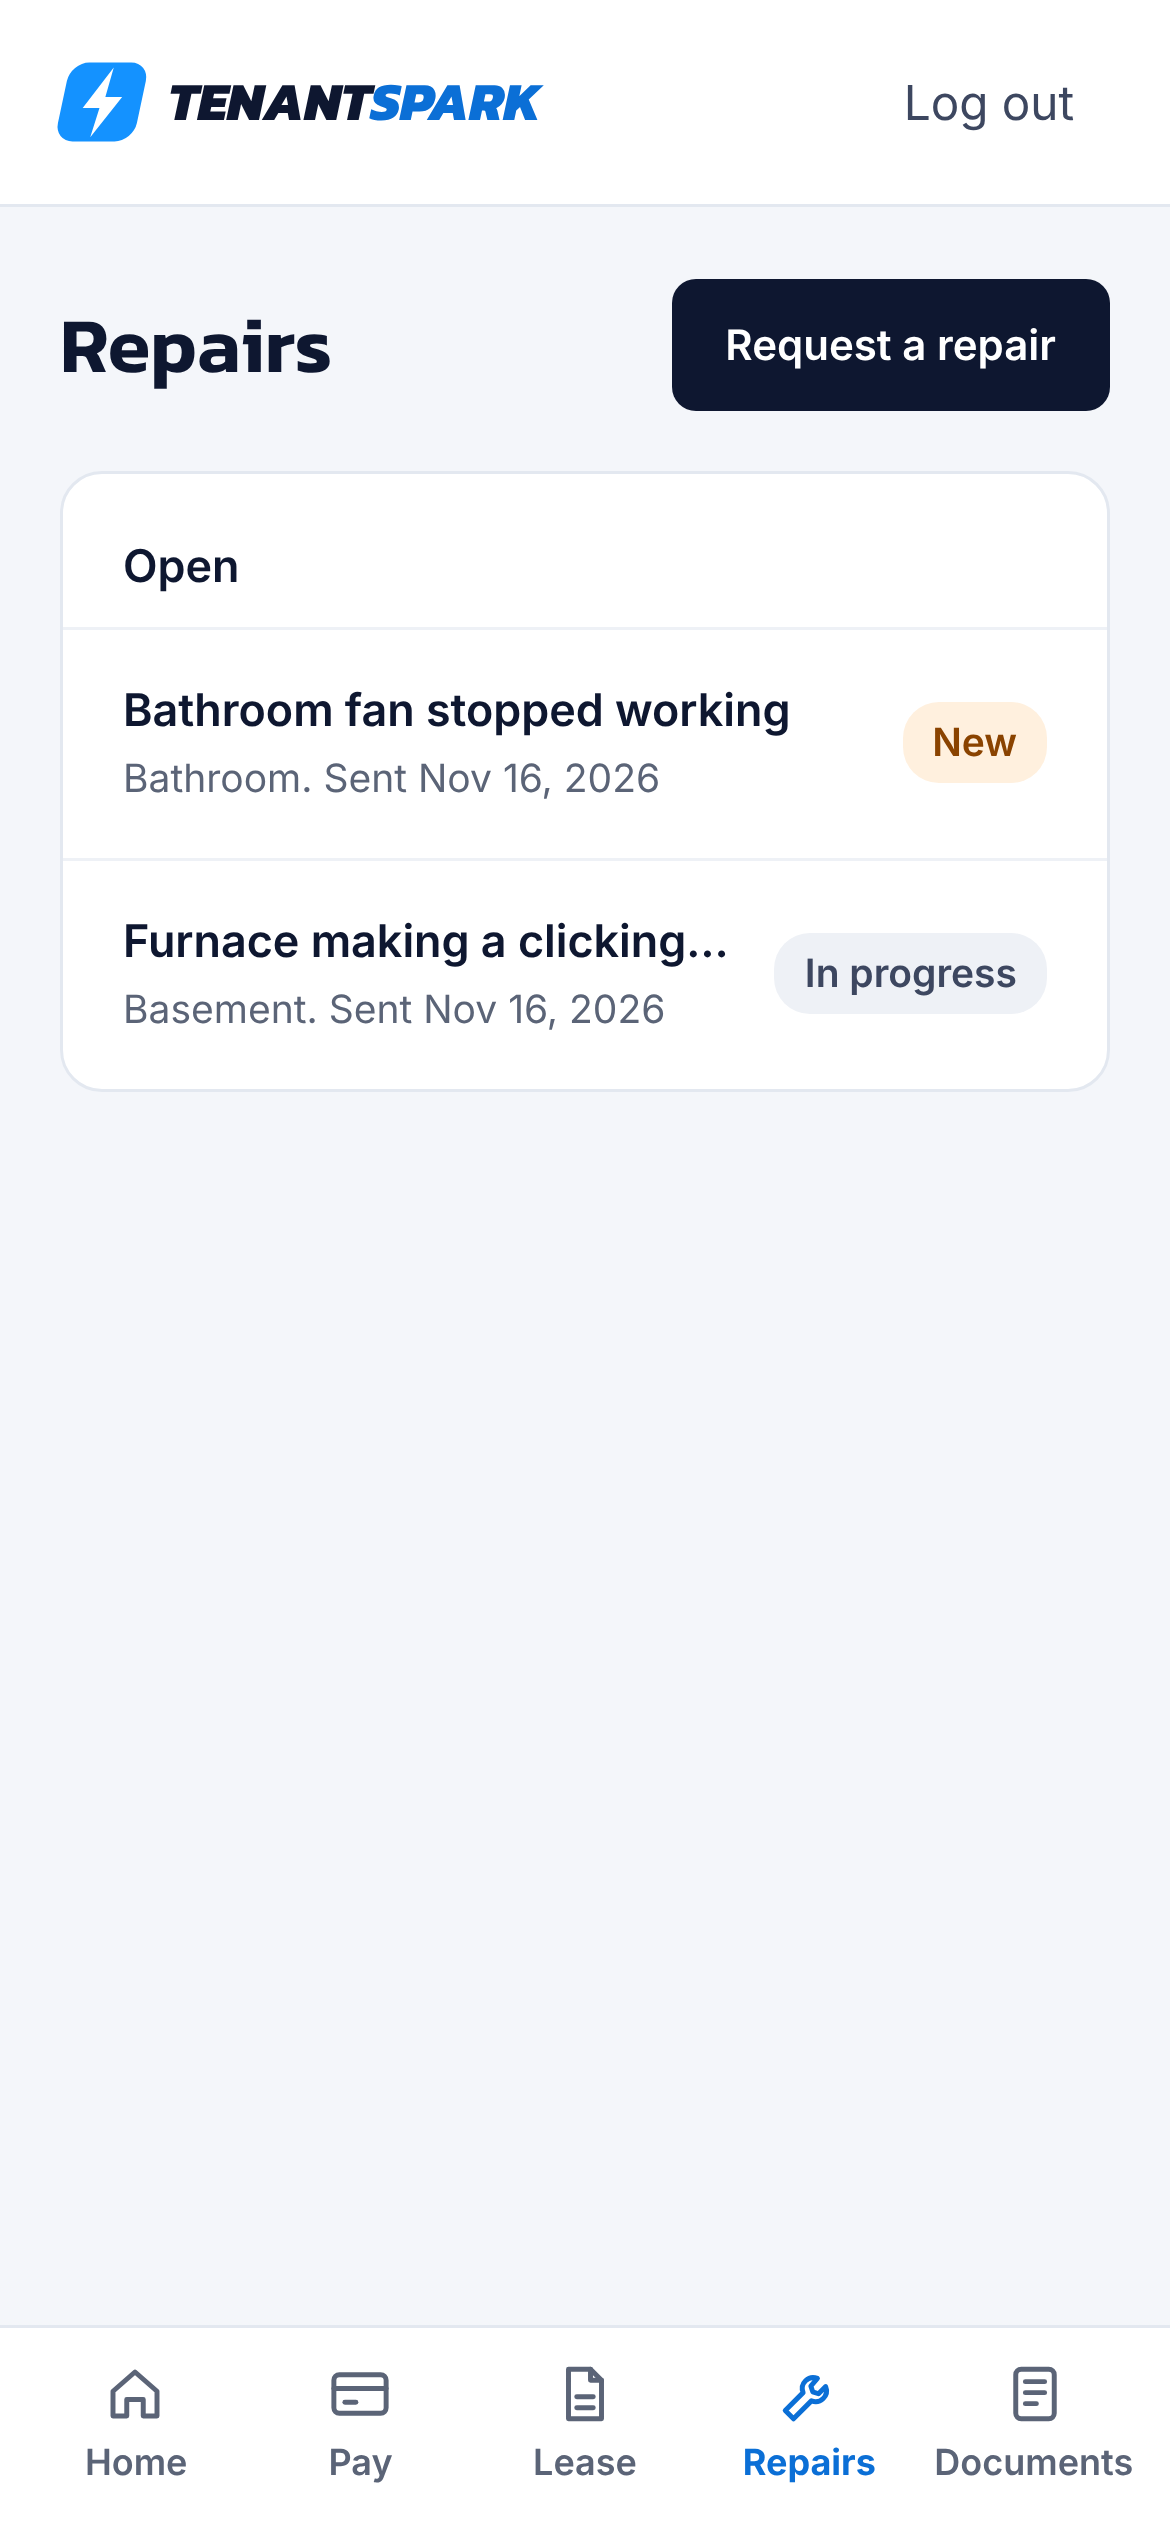 TENANTSPARK
Log out
Repairs
Request a repair
Open
Bathroom fan stopped working
Bathroom. Sent Nov 16, 2026
New
Furnace making a clicking...
Basement. Sent Nov 16, 2026
In progress
Home
Pay
Lease
Repairs
Documents